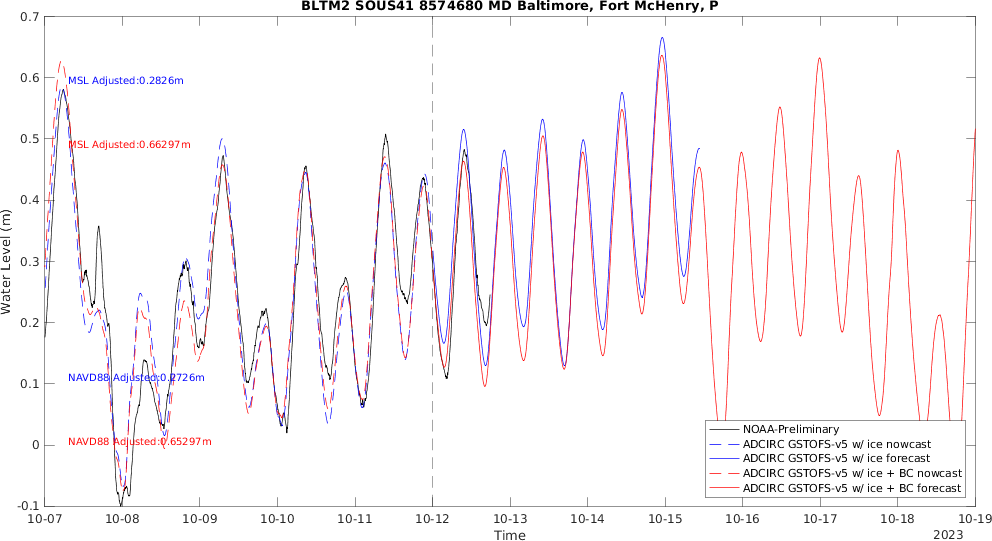 BLTM2 SOUS41 8574680 MD Baltimore, Fort McHenry, P
0.7
0.6
0.5
0.4
0.3
0.2
0.1
0
-0.1
Water Level (m)
MSL Adjusted:0.2826m
MSL Adjusted:0.66297m
NAVD88 Adjusted:0.2726m
NAVD88 Adjusted:0.65297m
NOAA-Preliminary
ADCIRC GSTOFS-v5 w/ ice nowcast
ADCIRC GSTOFS-v5 w/ ice forecast
ADCIRC GSTOFS-v5 w/ ice + BC nowcast
ADCIRC GSTOFS-v5 w/ ice + BC forecast
10-07 10-08 10-09 10-10 10-11 10-12 10-13 10-14 10-15 10-16 10-17 10-18 10-19
Time
2023